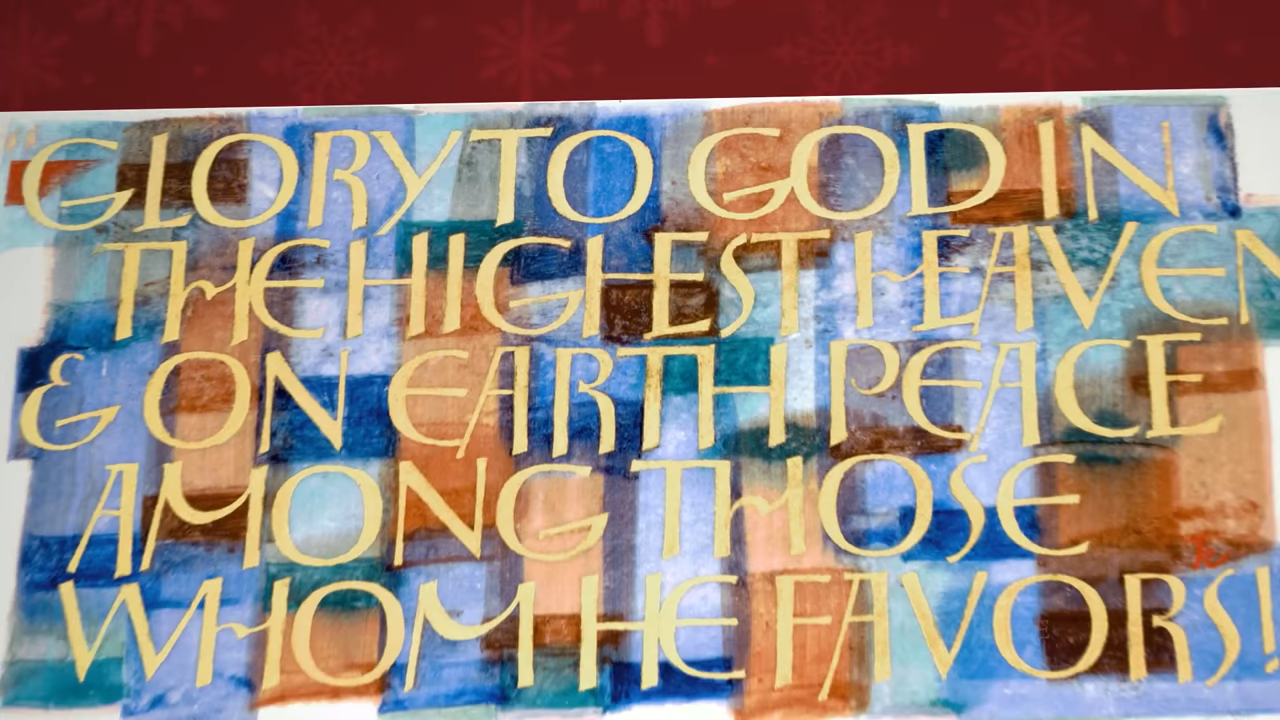 GLORY TO GOD IN
THE HIGHEST HEAVEN
& ON EARTH PEACE
AMONG THOSE
WHOM HE FAVORS!